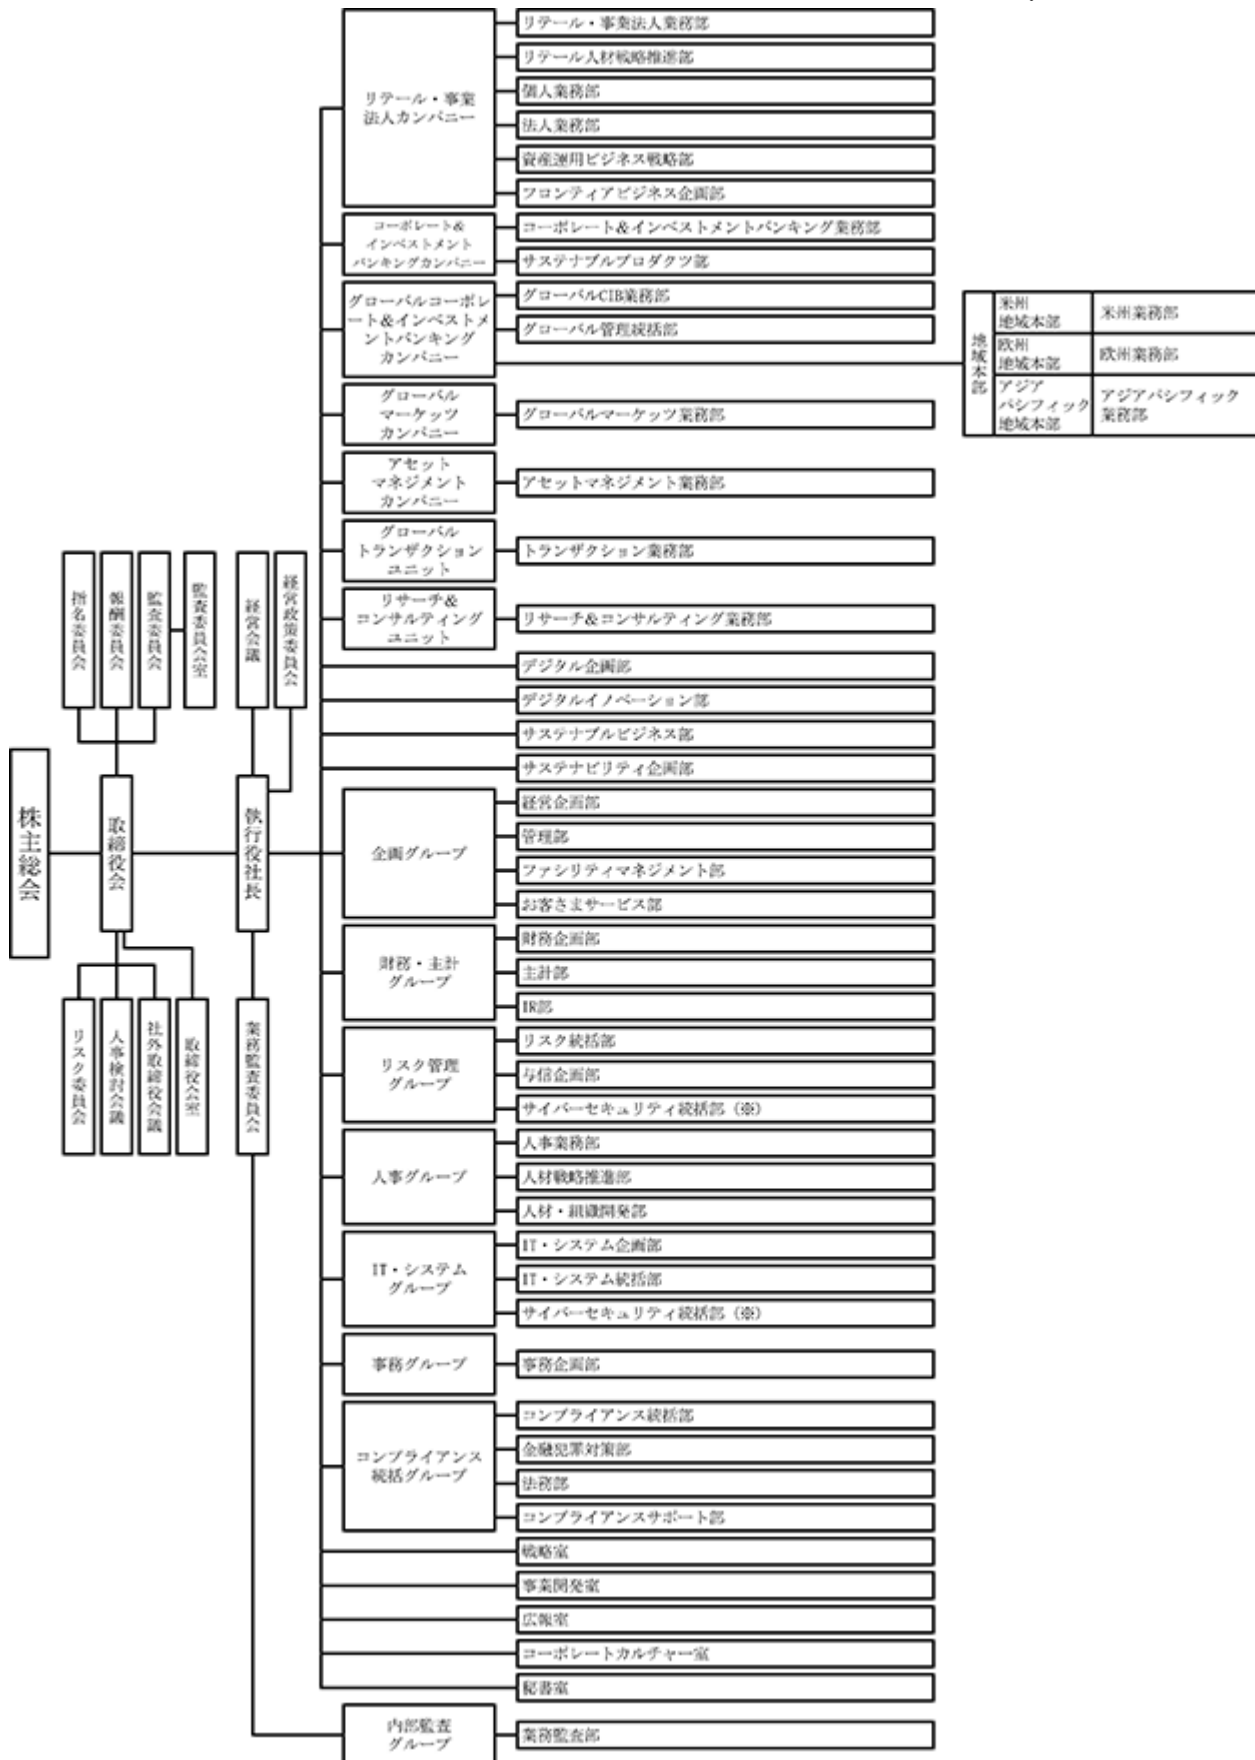 リテール・事業
法人カンパニー
リテール・事業法人業務部
リテール人材戦略推進部
個人業務部
法人業務部
資産運用ビジネス戦略部
フロンティアビジネス企画部
コーポレート&
インベストメント
バンキングカンパニー
コーポレート&インベストメントバンキング業務部
サステナブルプロダクツ部
グローバルコーポレ
ート&インベストメ
ントバンキング
カンパニー
グローバルCIB業務部
グローバル管理統括部
地域本部
米州
地域本部
米州業務部
欧州
地域本部
欧州業務部
アジア
パシフィック
地域本部
アジアパシフィック
業務部
グローバル
マーケッツ
カンパニー
グローバルマーケッツ業務部
アセット
マネジメント
カンパニー
アセットマネジメント業務部
グローバル
トランザクション
ユニット
トランザクション業務部
リサーチ&
コンサルティング
ユニット
リサーチ&コンサルティング業務部
デジタル企画部
デジタルイノベーション部
サステナブルビジネス部
サステナビリティ企画部
指名委員会
報酬委員会
監査委員会
監査委員会室
経営会議
経営政策委員会
株主総会
取締役会
執行役社長
リスク委員会
人事検討会議
社外取締役会議
取締役会室
業務監査委員会
企画グループ
経営企画部
管理部
ファシリティマネジメント部
お客さまサービス部
財務・主計
グループ
財務企画部
主計部
IR部
リスク管理
グループ
リスク統括部
与信企画部
サイバーセキュリティ統括部(※)
人事グループ
人事業務部
人材戦略推進部
人材・組織開発部
IT・システム
グループ
IT・システム企画部
IT・システム統括部
サイバーセキュリティ統括部(※)
事務グループ
事務企画部
コンプライアンス
統括グループ
コンプライアンス統括部
金融犯罪対策部
法務部
コンプライアンスサポート部
戦略室
事業開発室
広報室
コーポレートカルチャー室
秘書室
内部監査
グループ
業務監査部